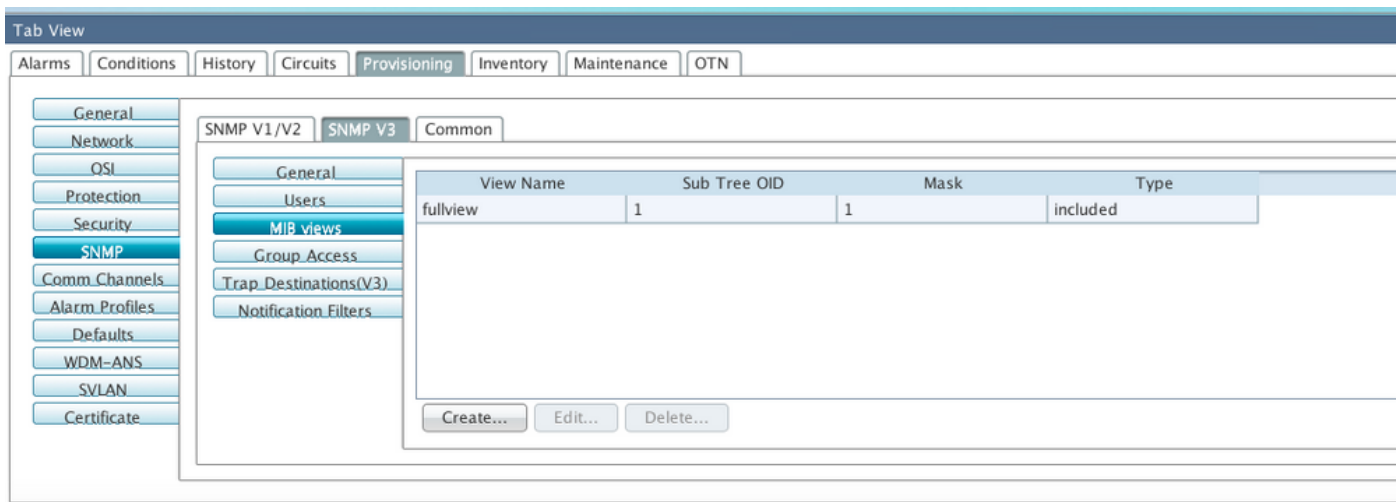 Tab View
Alarms Conditions History Circuits Provisioning Inventory Maintenance OTN
General
Network
OSI
Protection
Security
SNMP
Comm Channels
Alarm Profiles
Defaults
WDM-ANS
SVLAN
Certificate
SNMP V1/V2 SNMP V3 Common
General
Users
MIB views
Group Access
Trap Destinations(V3)
Notification Filters
View Name Sub Tree OID Mask Type
fullview 1 1 included
Create... Edit... Delete...